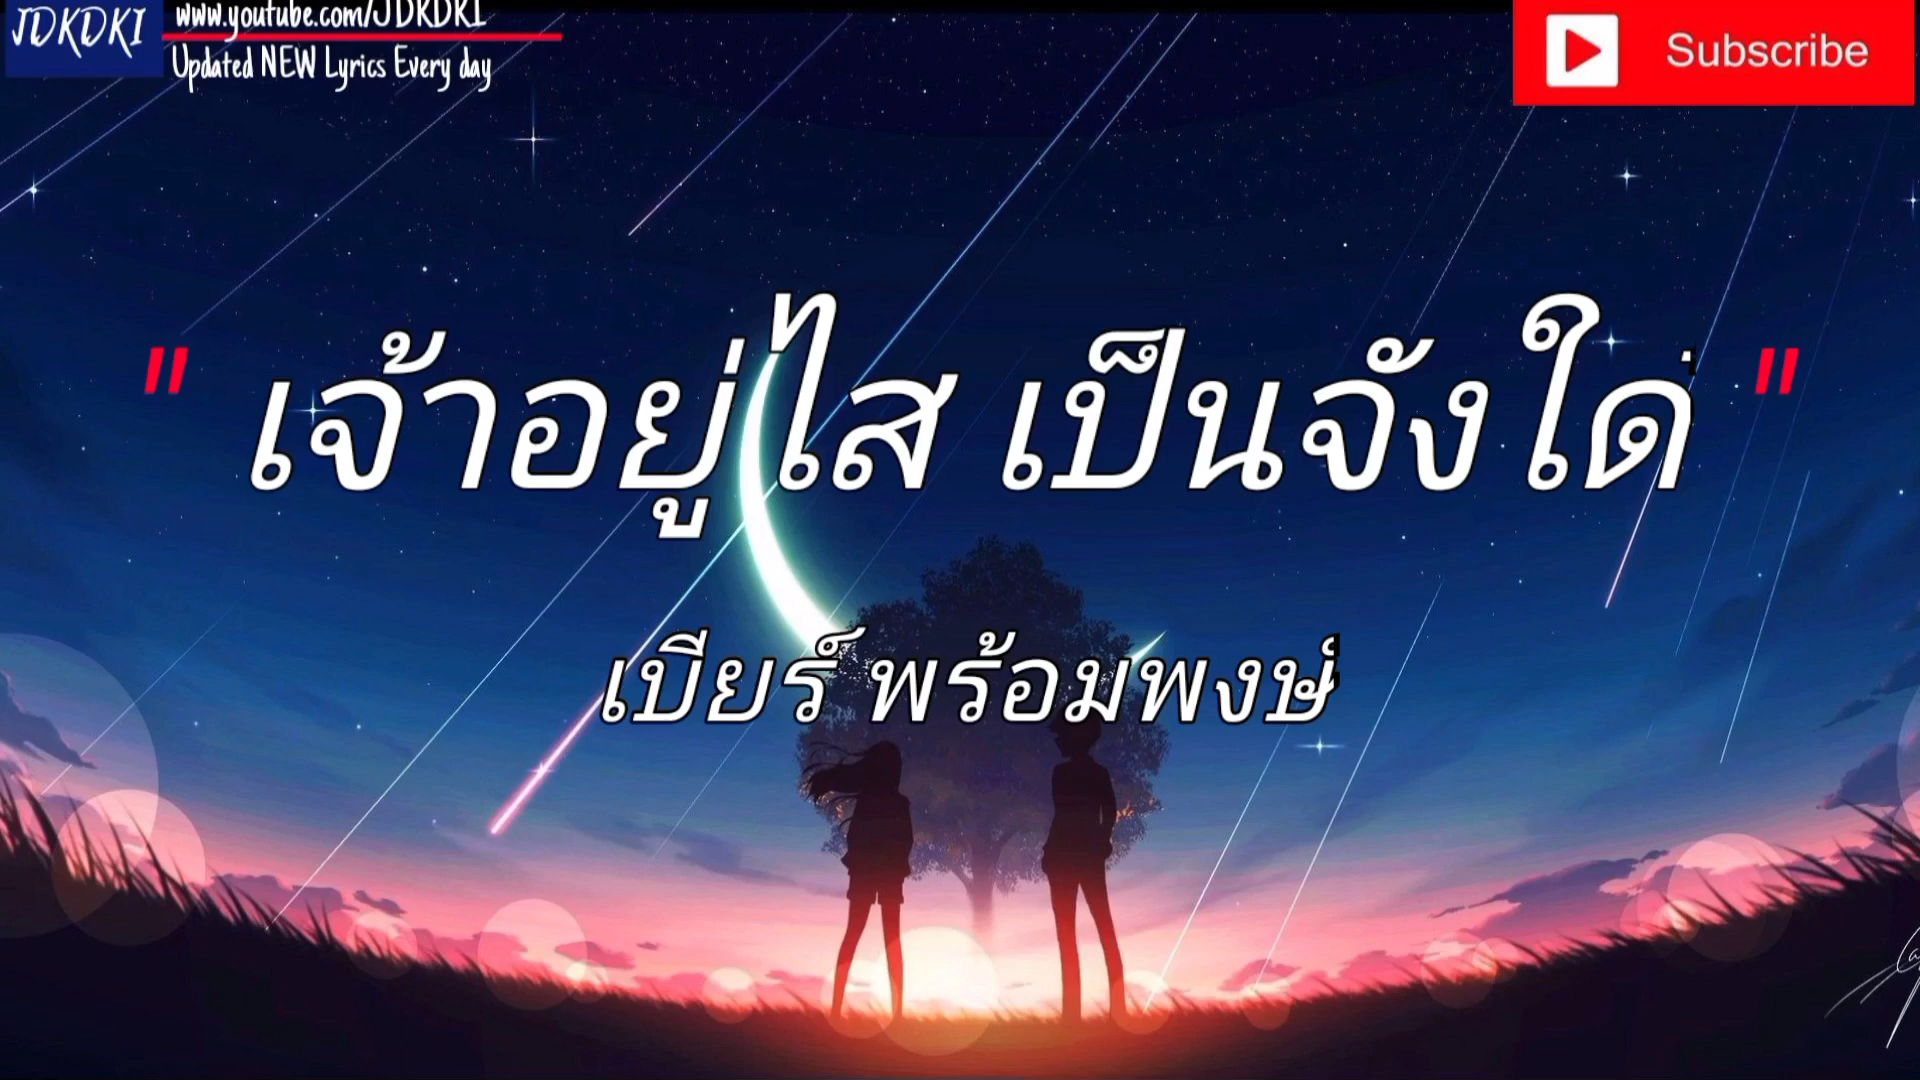 JDKDKI
www.youtube.com/JDKDKI
Updated NEW Lyrics Every day
Subscribe
" เจ้าอยู่ไส เป็นจังใด๋ "
เบียร์ พร้อมพงษ์